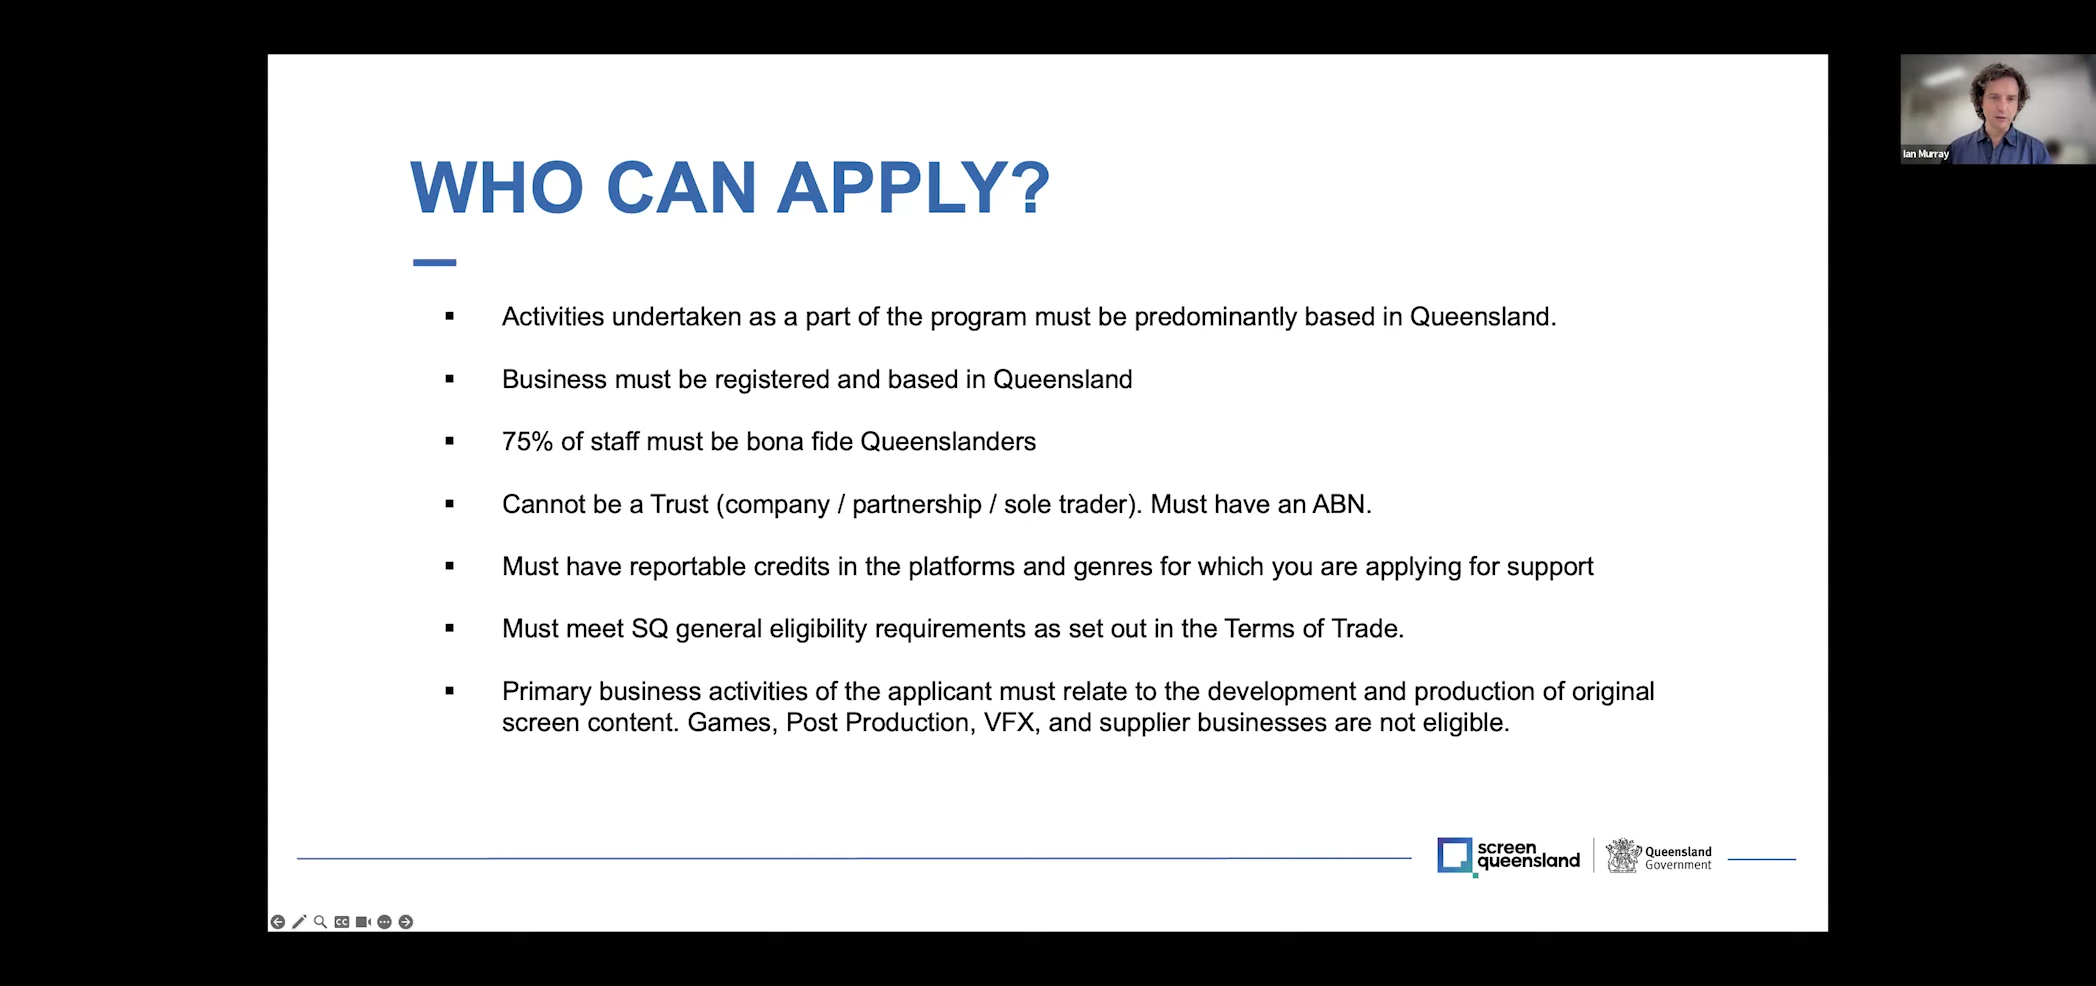 WHO CAN APPLY?
Ian Murray
▪ Activities undertaken as a part of the program must be predominantly based in Queensland.
▪ Business must be registered and based in Queensland
▪ 75% of staff must be bona fide Queenslanders
▪ Cannot be a Trust (company / partnership / sole trader). Must have an ABN.
▪ Must have reportable credits in the platforms and genres for which you are applying for support
▪ Must meet SQ general eligibility requirements as set out in the Terms of Trade.
▪ Primary business activities of the applicant must relate to the development and production of original
screen content. Games, Post Production, VFX, and supplier businesses are not eligible.
screen
queensland
Queensland
Government
CC